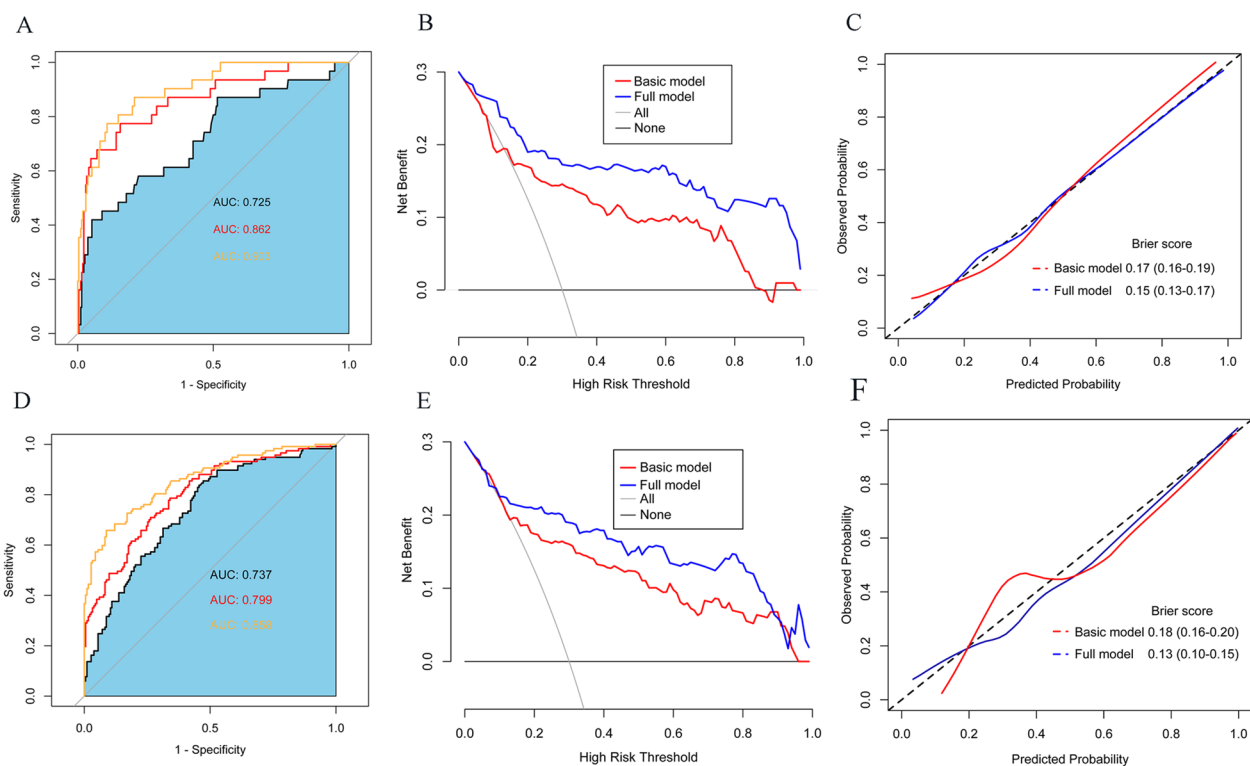 A
1.0
0.8
0.6
0.4
0.2
0.0
Sensitivity
AUC: 0.725
AUC: 0.862
0.0
0.5
1.0
1 - Specificity
B
0.3
0.2
0.1
0.0
Net Benefit
Basic model
Full model
All
None
0.0
0.2
0.4
0.6
0.8
1.0
High Risk Threshold
C
1.0
0.8
0.6
0.4
0.2
0.0
Observed Probability
Brier score
Basic model 0.17 (0.16-0.19)
Full model 0.15 (0.13-0.17)
0.0
0.2
0.4
0.6
0.8
1.0
Predicted Probability
D
1.0
0.8
0.6
0.4
0.2
0.0
Sensitivity
AUC: 0.737
AUC: 0.799
0.0
0.5
1.0
1 - Specificity
E
0.3
0.2
0.1
0.0
Net Benefit
Basic model
Full model
All
None
0.0
0.2
0.4
0.6
0.8
1.0
High Risk Threshold
F
1.0
0.8
0.6
0.4
0.2
0.0
Observed Probability
Brier score
Basic model 0.18 (0.16-0.20)
Full model 0.13 (0.10-0.15)
0.0
0.2
0.4
0.6
0.8
1.0
Predicted Probability